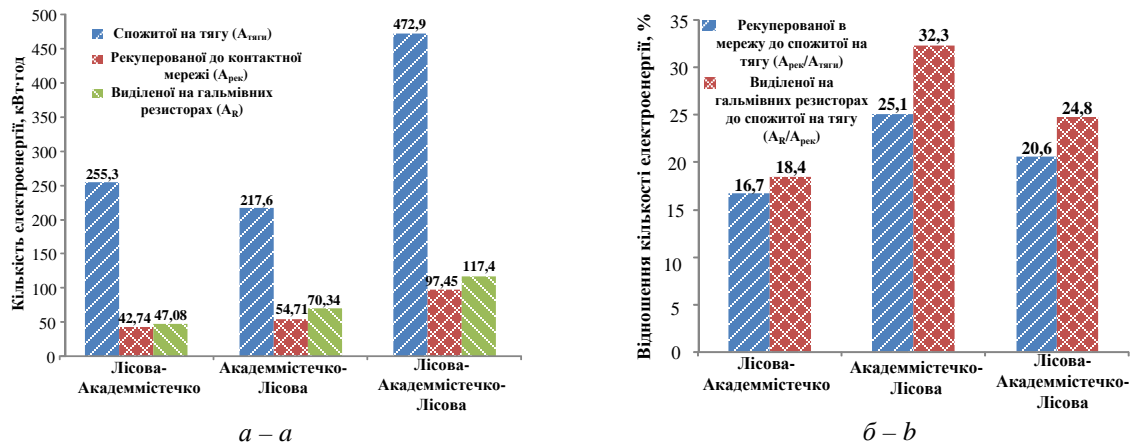 Кількість електроенергії, кВт·год
500
450
400
350
300
250
200
150
100
50
0
Спожитої на тягу (Aтяги)
Рекуперованої до контактної
мережі (Aрек)
Виділеної на гальмівних
резисторах (AR)
255,3
42,74
47,08
217,6
54,71
70,34
472,9
97,45
117,4
Лісова-
Академмістечко
Академмістечко-
Лісова
Лісова-
Академмістечко-
Лісова
а – a
Відношення кількості електроенергії, %
35
30
25
20
15
10
5
0
Рекуперованої в
мережу до спожитої на
тягу (Aрек/Aтяги)
Виділеної на
гальмівних резисторах
до спожитої на тягу
(AR/Aрек)
16,7
18,4
25,1
32,3
20,6
24,8
Лісова-
Академмістечко
Академмістечко-
Лісова
Лісова-
Академмістечко-
Лісова
б – b